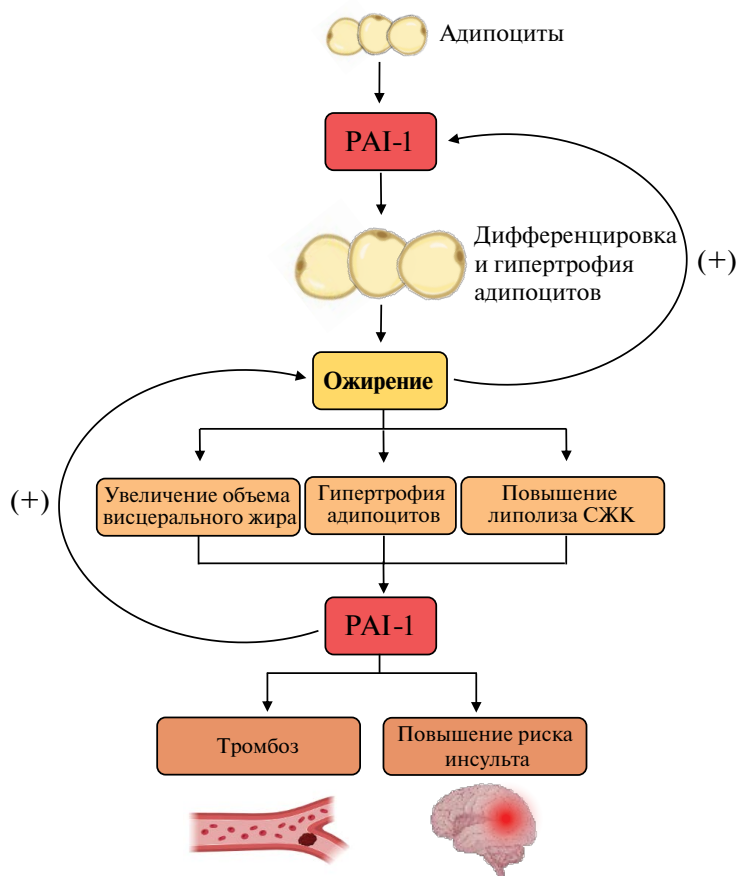 Адипоциты
PAI-1
Дифференцировка
и гипертрофия
адипоцитов
(+)
Ожирение
(+)
Увеличение объема
висцерального жира
Гипертрофия
адипоцитов
Повышение
липолиза СЖК
PAI-1
Тромбоз
Повышение риска
инсульта